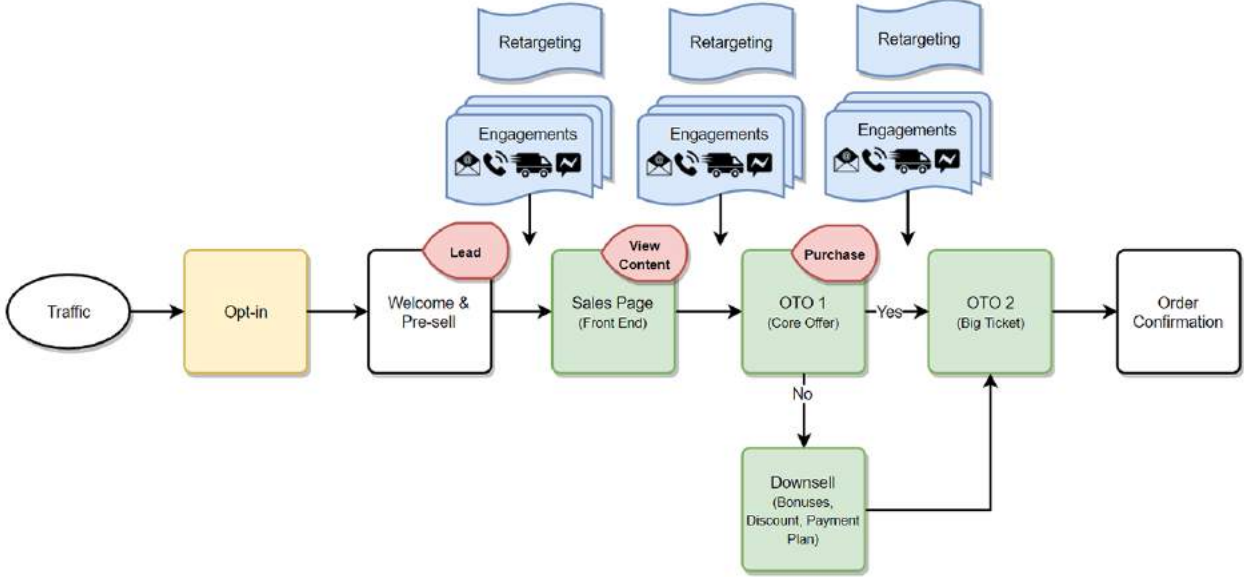 Retargeting
Retargeting
Retargeting
Engagements
Engagements
Engagements
Lead
View
Content
Purchase
Traffic
Opt-in
Welcome &
Pre-sell
Sales Page
(Front End)
OTO 1
(Core Offer)
Yes
OTO 2
(Big Ticket)
Order
Confirmation
No
Downsell
(Bonuses,
Discount, Payment
Plan)